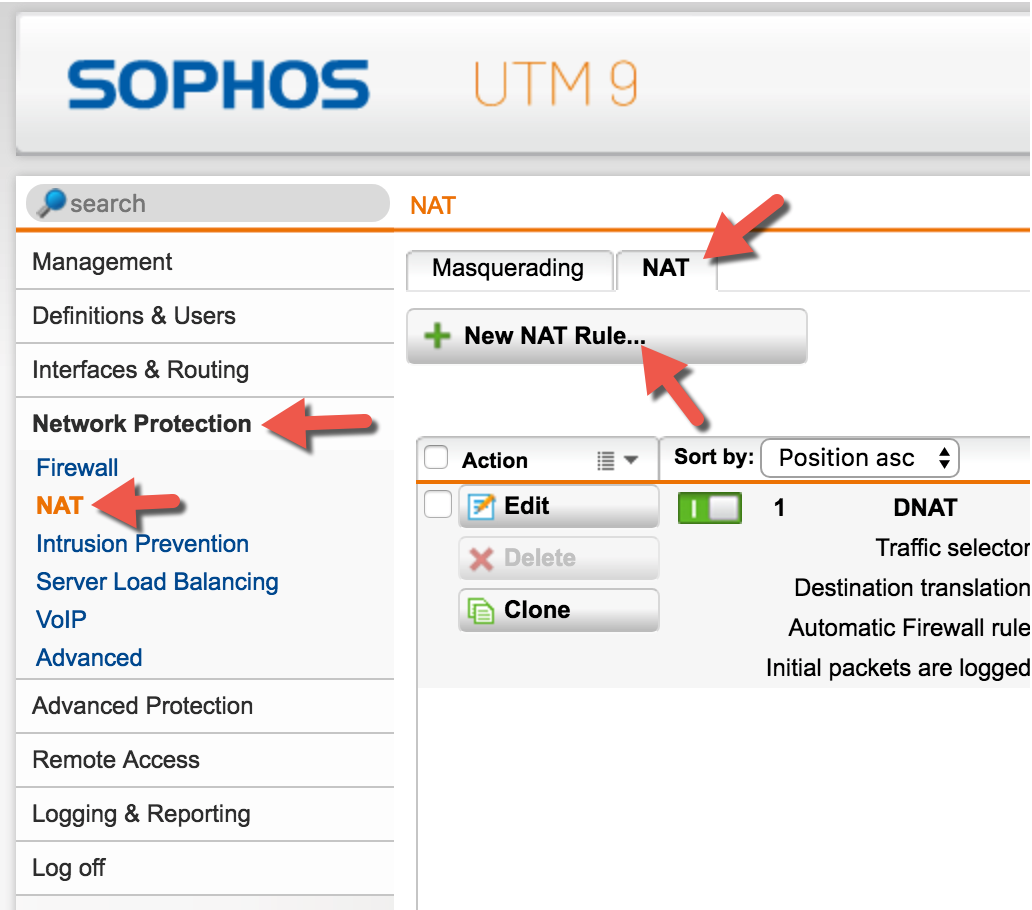 SOPHOS UTM 9
search
NAT
Management
Definitions & Users
Interfaces & Routing
Network Protection
Firewall
NAT
Intrusion Prevention
Server Load Balancing
VoIP
Advanced
Advanced Protection
Remote Access
Logging & Reporting
Log off
Masquerading NAT
New NAT Rule...
Action Sort by: Position asc
Edit 1 DNAT
Traffic selector
Delete
Destination translation
Clone
Automatic Firewall rule
Initial packets are logged